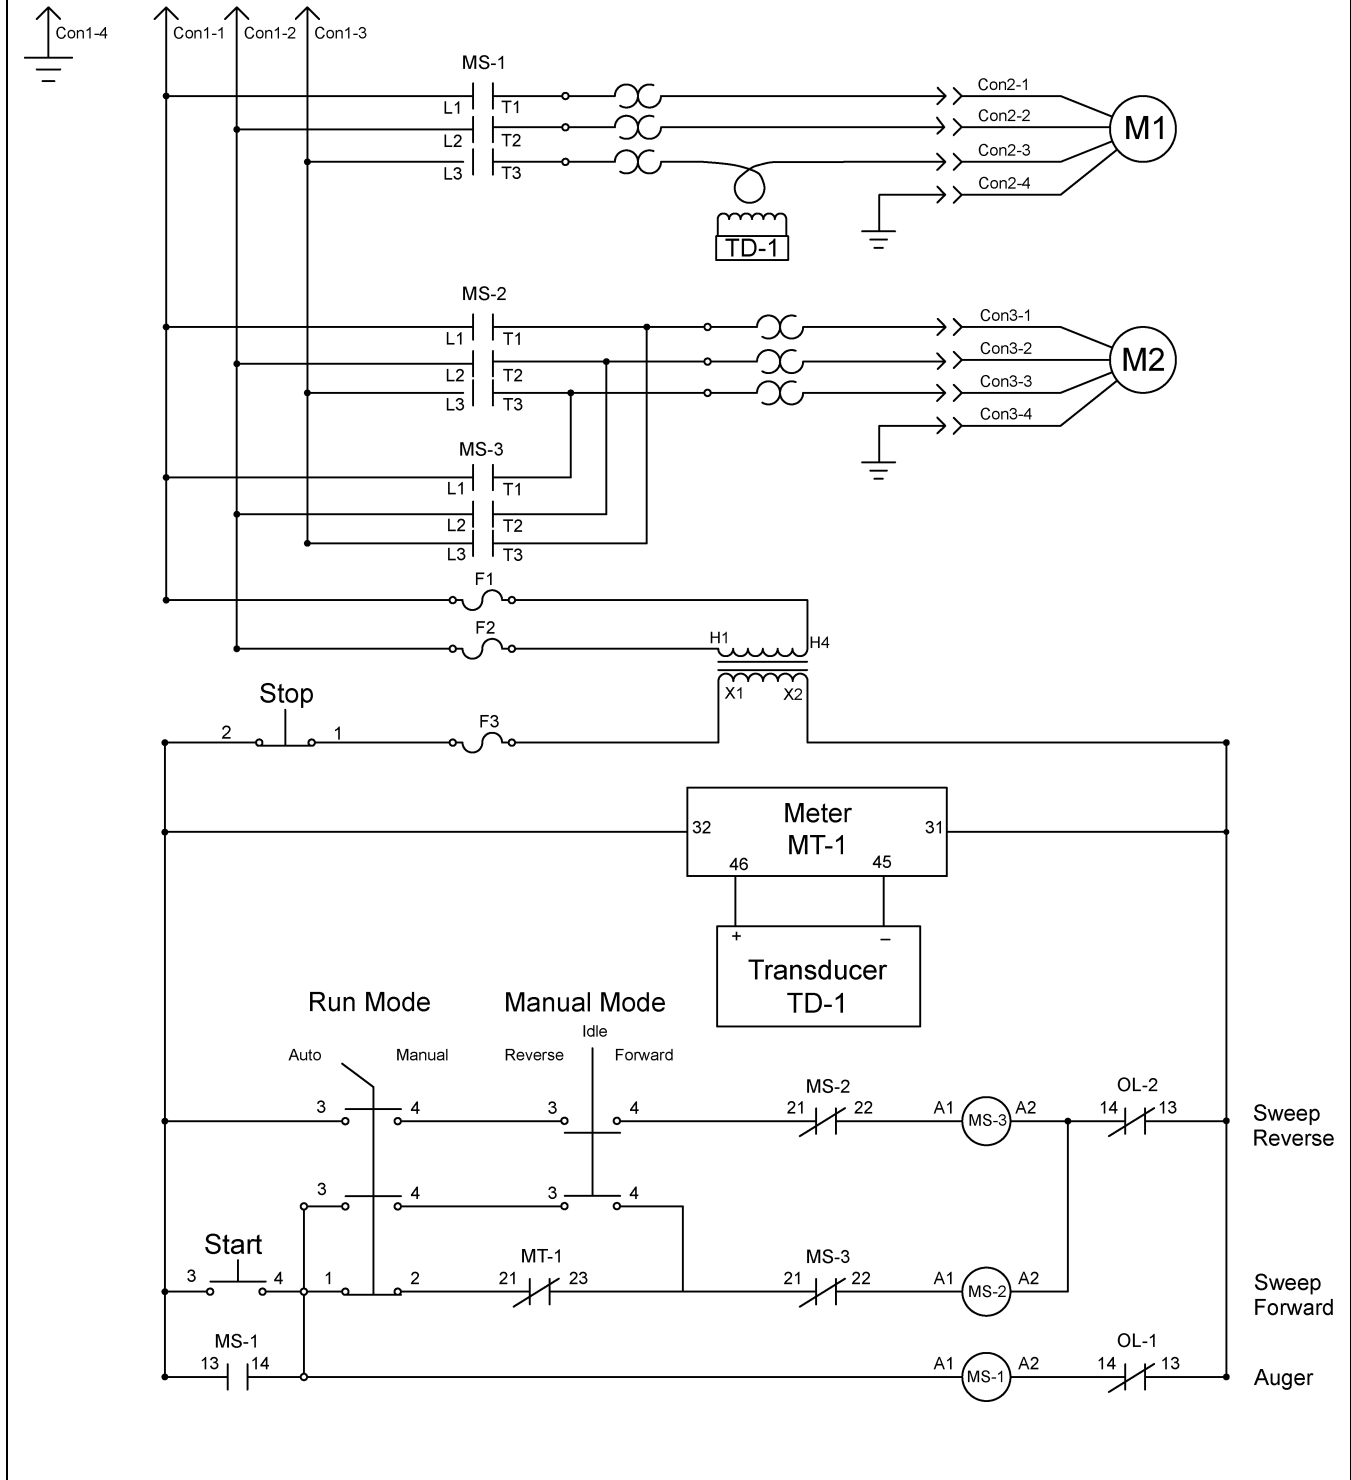 Con1-4 Con1-1 Con1-2 Con1-3
MS-1
L1 T1
L2 T2
L3 T3
Con2-1
Con2-2
Con2-3
Con2-4
M1
TD-1
MS-2
L1 T1
L2 T2
L3 T3
Con3-1
Con3-2
Con3-3
Con3-4
M2
MS-3
L1 T1
L2 T2
L3 T3
F1
F2
H1 H4
X1 X2
Stop
2 1
F3
Meter
MT-1
32 31
46 45
+ –
Transducer
TD-1
Run Mode
Auto Manual
Manual Mode
Idle
Reverse Forward
3 4 3 4
MS-2
21 22
A1 MS-3 A2
OL-2
14 13
Sweep
Reverse
3 4 3 4
Start
3 4 1 2
MT-1
21 23
MS-3
21 22
A1 MS-2 A2
Sweep
Forward
MS-1
13 14
A1 MS-1 A2
OL-1
14 13
Auger